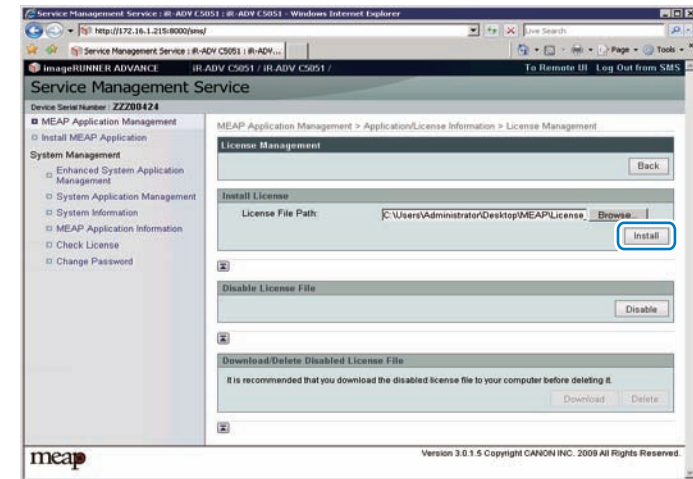 Service Management Service : iR-ADV C5051 : iR-ADV C5051 - Windows Internet Explorer
http://172.16.1.215:8000/sms/
Live Search
Service Management Service : iR-ADV C5051 : iR-ADV...
Page
Tools
imageRUNNER ADVANCE
iR-ADV C5051 / iR-ADV C5051 /
To Remote UI
Log Out from SMS
Service Management Service
Device Serial Number : ZZZ00424
MEAP Application Management
Install MEAP Application
System Management
Enhanced System Application
Management
System Application Management
System Information
MEAP Application Information
Check License
Change Password
MEAP Application Management > Application/License Information > License Management
License Management
Back
Install License
License File Path:
C:\Users\Administrator\Desktop\MEAP\License_
Browse...
Install
Disable License File
Disable
Download/Delete Disabled License File
It is recommended that you download the disabled license file to your computer before deleting it.
Download
Delete
meap
Version 3.0.1.5 Copyright CANON INC. 2009 All Rights Reserved.